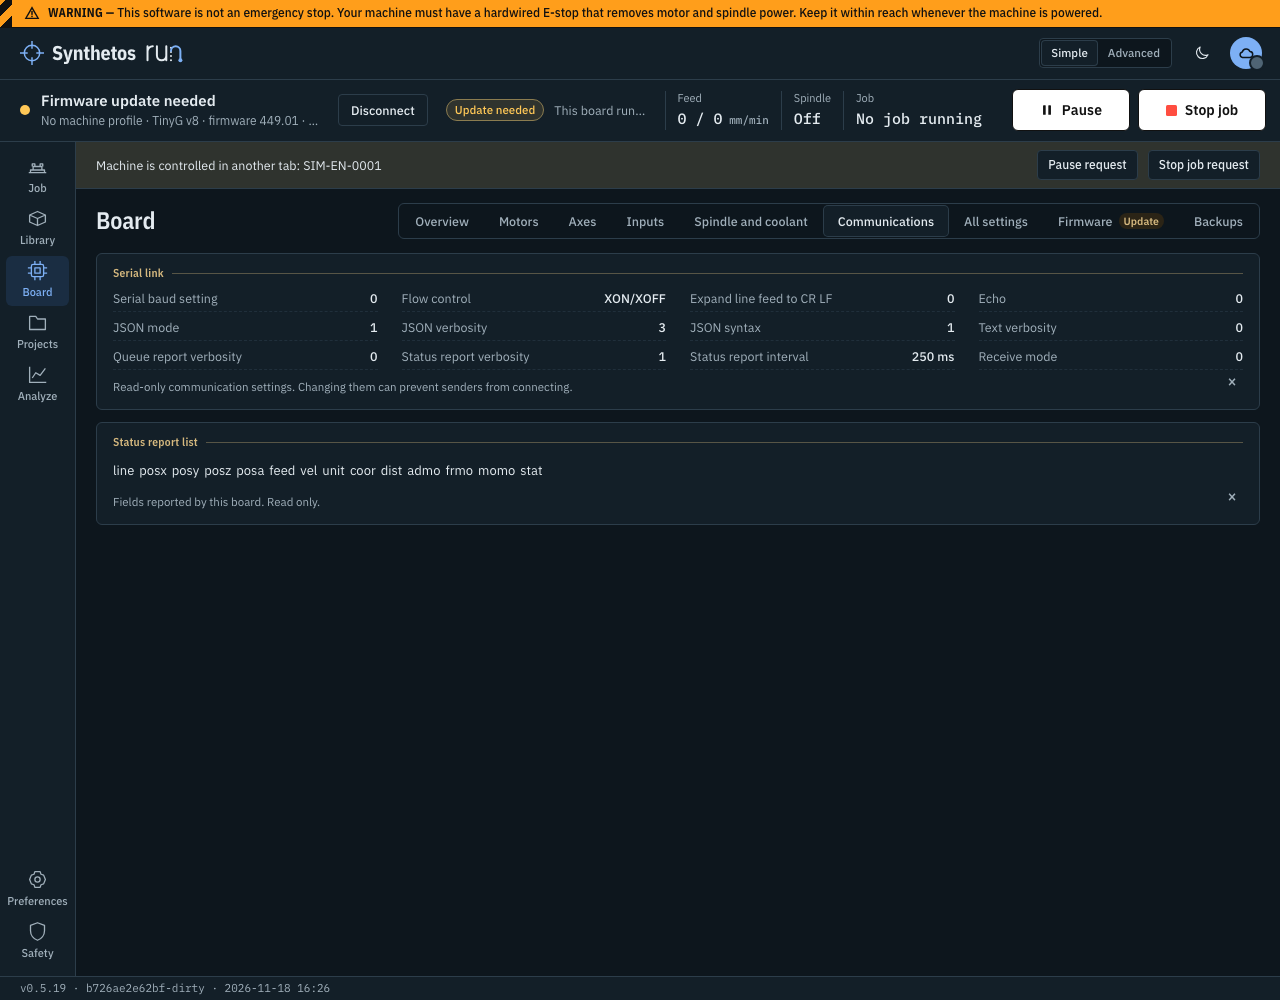 WARNING — This software is not an emergency stop. Your machine must have a hardwired E-stop that removes motor and spindle power. Keep it within reach whenever the machine is powered.
Synthetos run
Simple Advanced
Firmware update needed
No machine profile · TinyG v8 · firmware 449.01 · ...
Disconnect
Update needed
This board run...
Feed
0 / 0 mm/min
Spindle
Off
Job
No job running
Pause
Stop job
Machine is controlled in another tab: SIM-EN-0001
Pause request
Stop job request
Job
Library
Board
Projects
Analyze
Preferences
Safety
Board
Overview Motors Axes Inputs Spindle and coolant Communications All settings Firmware Update Backups
Serial link
Serial baud setting 0 Flow control XON/XOFF Expand line feed to CR LF 0 Echo 0
JSON mode 1 JSON verbosity 3 JSON syntax 1 Text verbosity 0
Queue report verbosity 0 Status report verbosity 1 Status report interval 250 ms Receive mode 0
Read-only communication settings. Changing them can prevent senders from connecting.
×
Status report list
line posx posy posz posa feed vel unit coor dist admo frmo momo stat
Fields reported by this board. Read only.
×
v0.5.19 · b726ae2e62bf-dirty · 2026-11-18 16:26